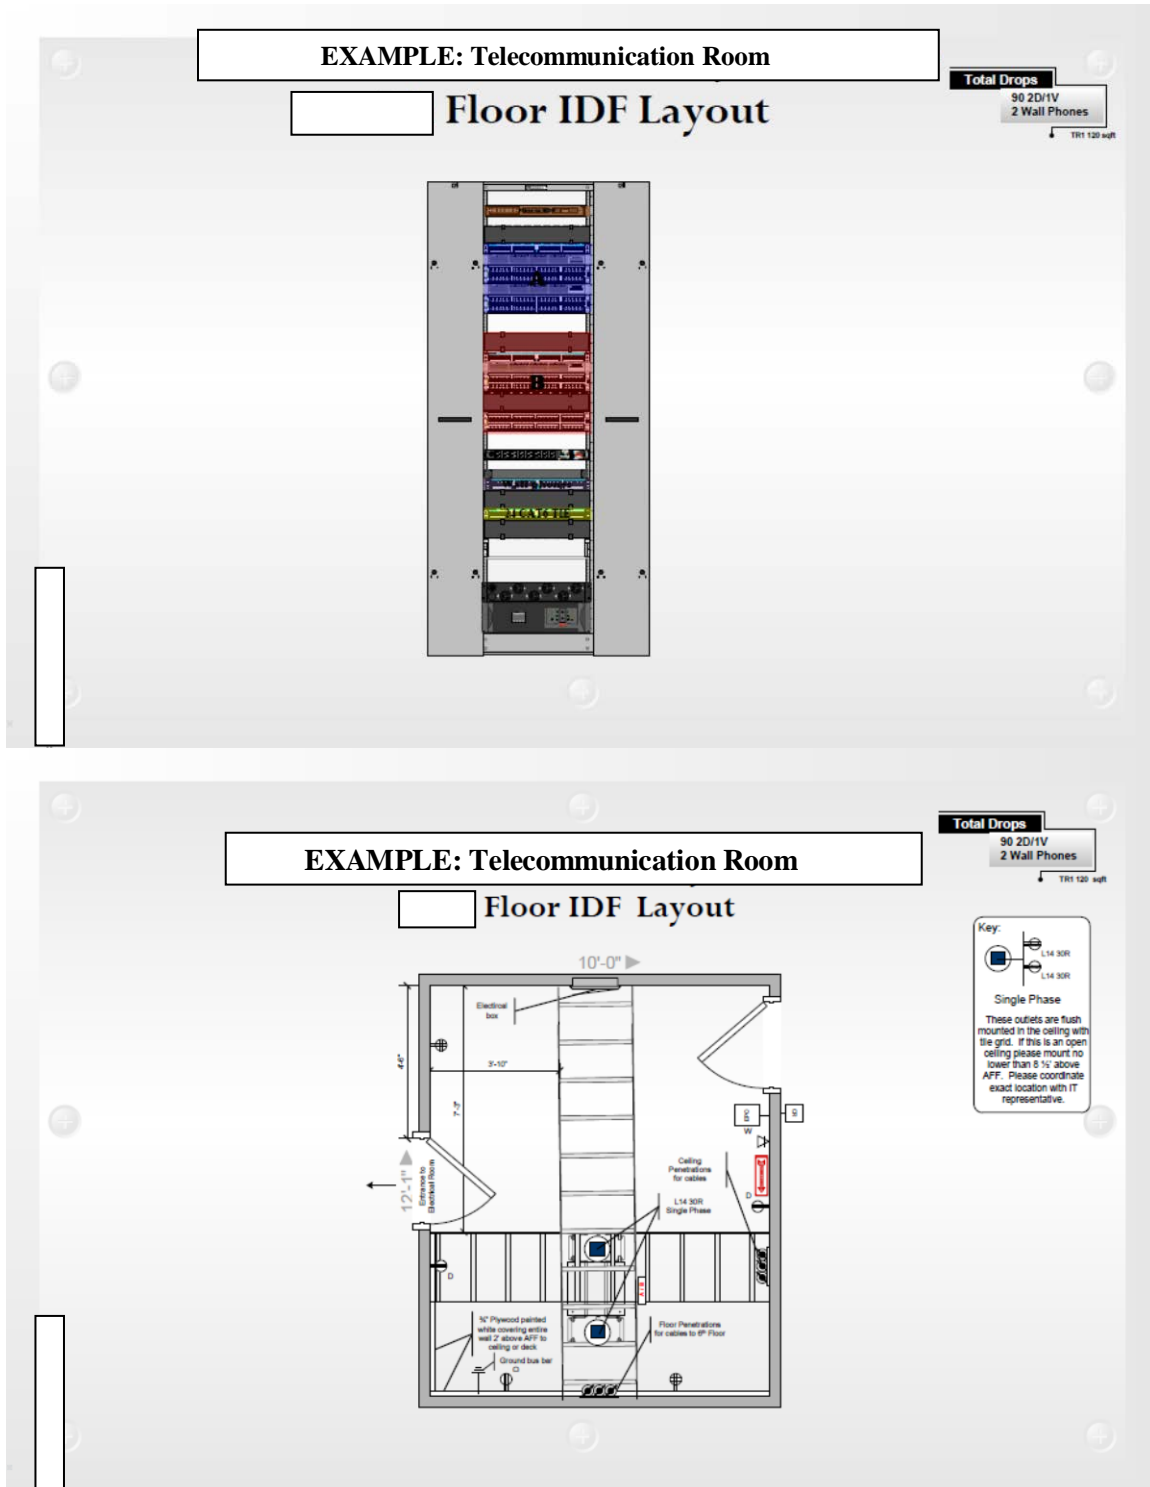 EXAMPLE: Telecommunication Room
Floor IDF Layout
Total Drops
90 2D/1V
2 Wall Phones
TR1 120 sqft
A
B
24 CAT6 TIE
EXAMPLE: Telecommunication Room
Floor IDF Layout
Total Drops
90 2D/1V
2 Wall Phones
TR1 120 sqft
Key:
L14 30R
L14 30R
Single Phase
These outlets are flush
mounted in the ceiling with
tile grid. If this is an open
ceiling please mount no
lower than 8 ½' above
AFF. Please coordinate
exact location with IT
representative.
10'-0"
Electrical
box
4'-6"
3'-10"
7'-3"
12'-1"
Entrance to
Electrical Room
EPO
W
Ceiling
Penetrations
for cables
L14 30R
Single Phase
D
D
¾" Plywood painted
white covering entire
wall 2' above AFF to
ceiling or deck
Ground bus bar
Floor Penetrations
for cables to 6th Floor